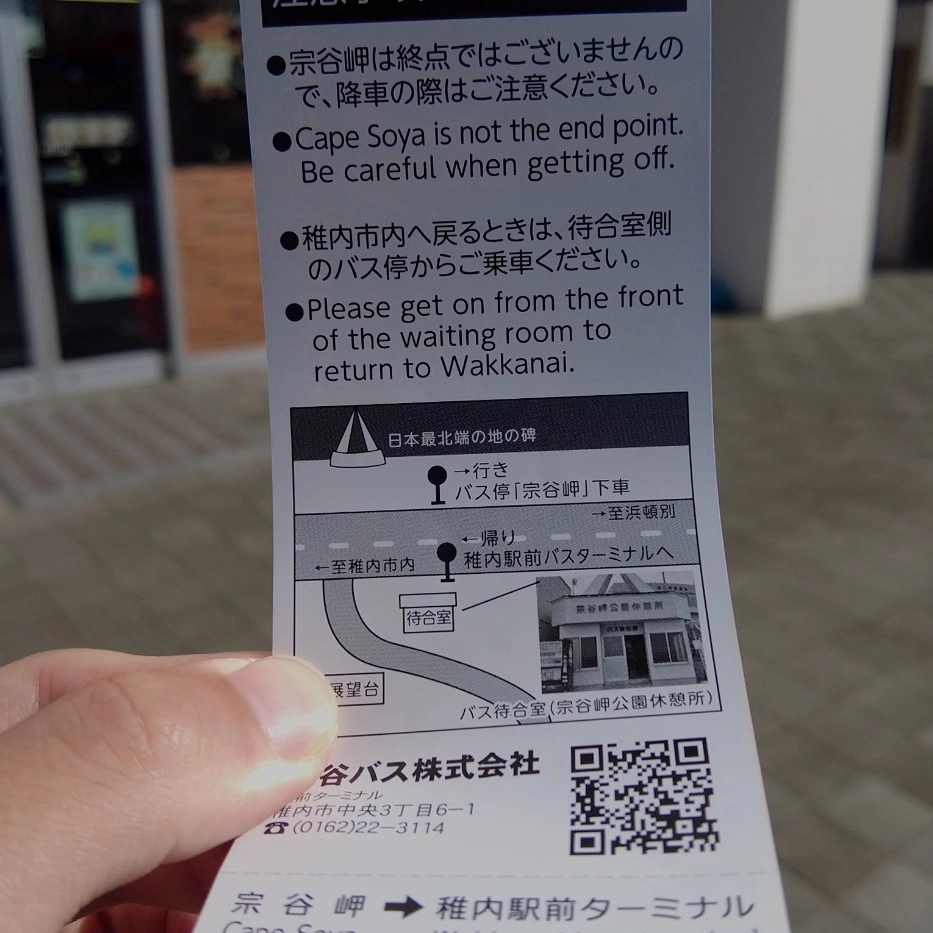 ●宗谷岬は終点ではございませんの
で、降車の際はご注意ください。
●Cape Soya is not the end point.
Be careful when getting off.
●稚内市内へ戻るときは、待合室側
のバス停からご乗車ください。
●Please get on from the front
of the waiting room to
return to Wakkanai.
日本最北端の地の碑
→行き
バス停「宗谷岬」下車
→至浜頓別
←帰り
稚内駅前バスターミナルへ
←至稚内市内
待合室
宗谷岬公園休憩所
展望台
バス待合室(宗谷岬公園休憩所)
谷バス株式会社
前ターミナル
稚内市中央3丁目6−1
☎(0162)22−3114
宗谷岬➡稚内駅前ターミナル
Cape Soya